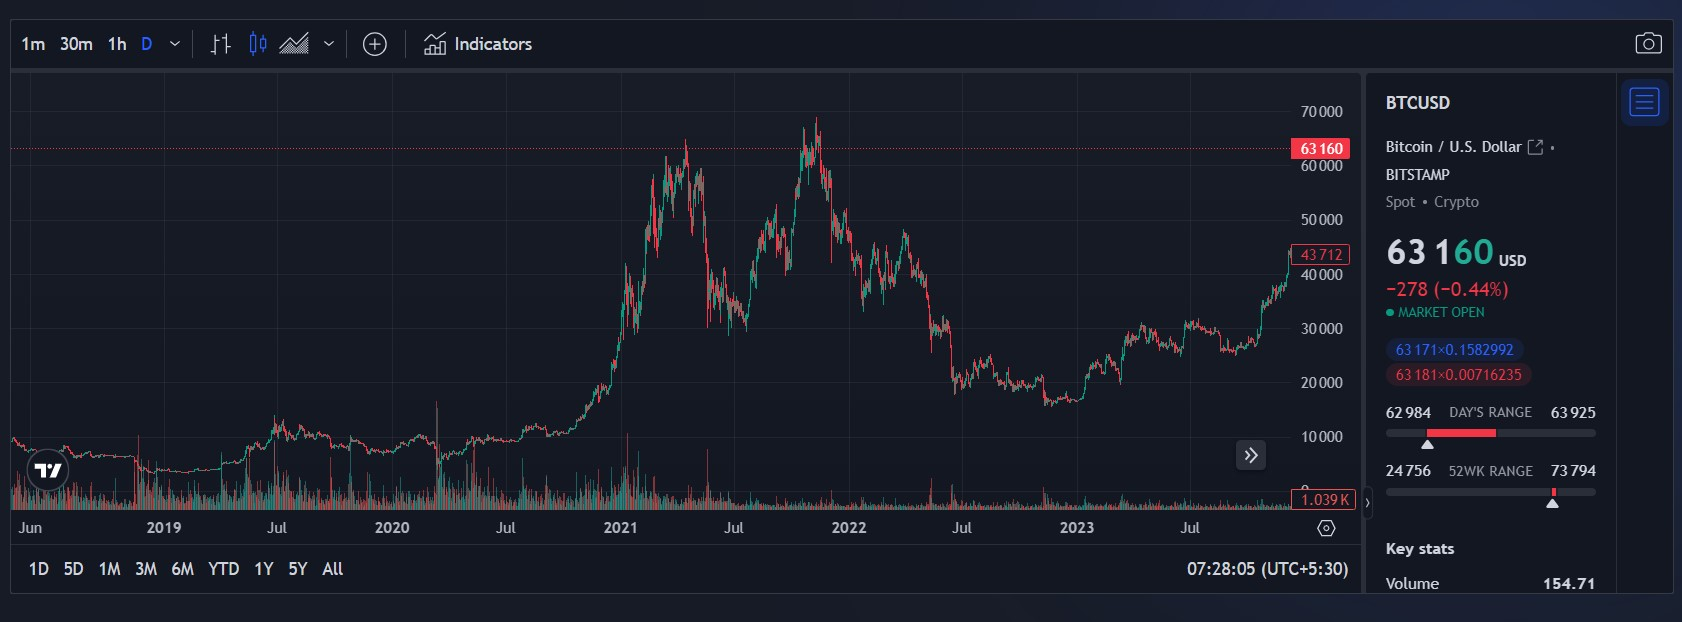 1m 30m 1h D Indicators
70 000
63 160
60 000
50 000
43 712
40 000
30 000
20 000
10 000
0
1.039 K
Jun 2019 Jul 2020 Jul 2021 Jul 2022 Jul 2023 Jul
1D 5D 1M 3M 6M YTD 1Y 5Y All 07:28:05 (UTC+5:30)
BTCUSD
Bitcoin / U.S. Dollar •
BITSTAMP
Spot • Crypto
63 160 USD
−278 (−0.44%)
MARKET OPEN
63 171×0.1582992
63 181×0.00716235
62 984 DAY'S RANGE 63 925
24 756 52WK RANGE 73 794
Key stats
Volume 154.71